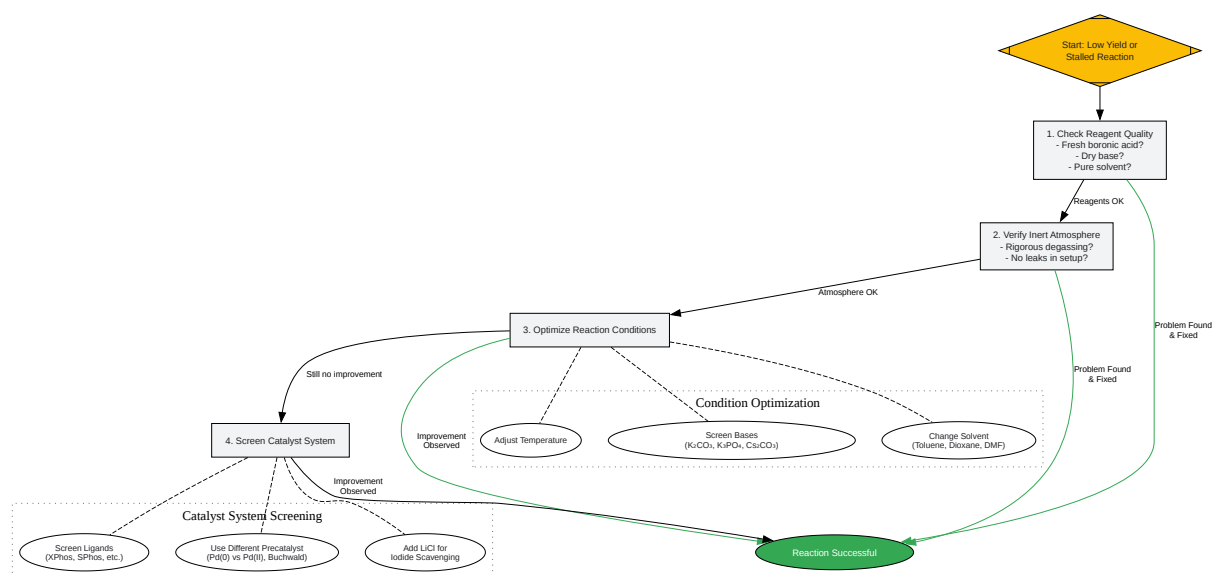 Start: Low Yield or
Stalled Reaction
1. Check Reagent Quality
- Fresh boronic acid?
- Dry base?
- Pure solvent?
Reagents OK
2. Verify Inert Atmosphere
- Rigorous degassing?
- No leaks in setup?
Atmosphere OK
Problem Found
& Fixed
Problem Found
& Fixed
3. Optimize Reaction Conditions
Still no improvement
Improvement
Observed
Condition Optimization
Adjust Temperature
Screen Bases
(K₂CO₃, K₃PO₄, Cs₂CO₃)
Change Solvent
(Toluene, Dioxane, DMF)
4. Screen Catalyst System
Improvement
Observed
Catalyst System Screening
Screen Ligands
(XPhos, SPhos, etc.)
Use Different Precatalyst
(Pd(0) vs Pd(II), Buchwald)
Add LiCl for
Iodide Scavenging
Reaction Successful